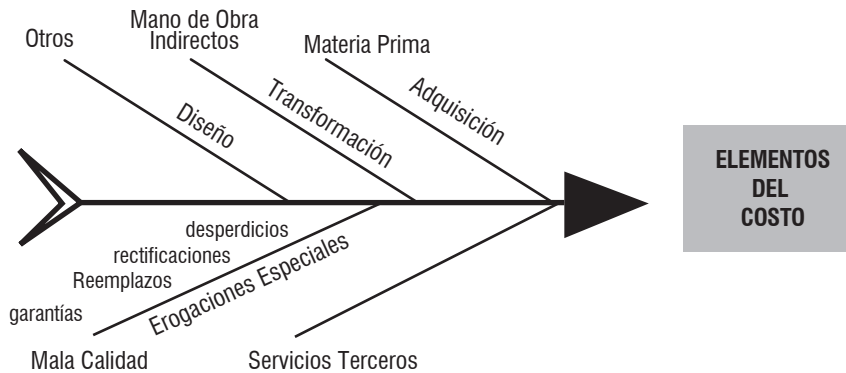 Otros
Mano de Obra
Indirectos
Materia Prima
Diseño
Transformación
Adquisición
ELEMENTOS
DEL
COSTO
desperdicios
rectificaciones
Reemplazos
garantías
Erogaciones Especiales
Mala Calidad
Servicios Terceros